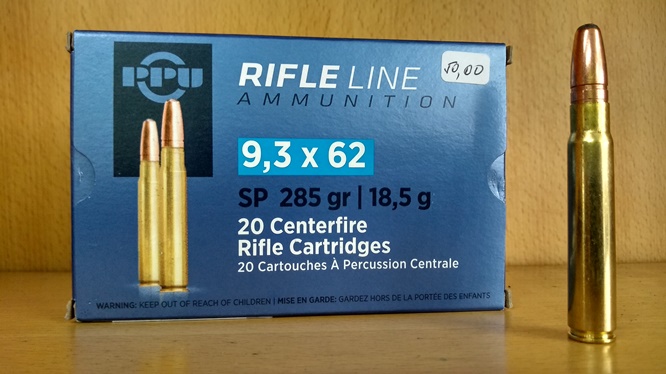 PPU
RIFLE LINE
AMMUNITION
50,00
9,3 x 62
SP 285 gr | 18,5 g
20 Centerfire
Rifle Cartridges
20 Cartouches À Percussion Centrale
WARNING: KEEP OUT OF REACH OF CHILDREN | MISE EN GARDE: GARDEZ HORS DE LA PORTEE DES ENFANTS